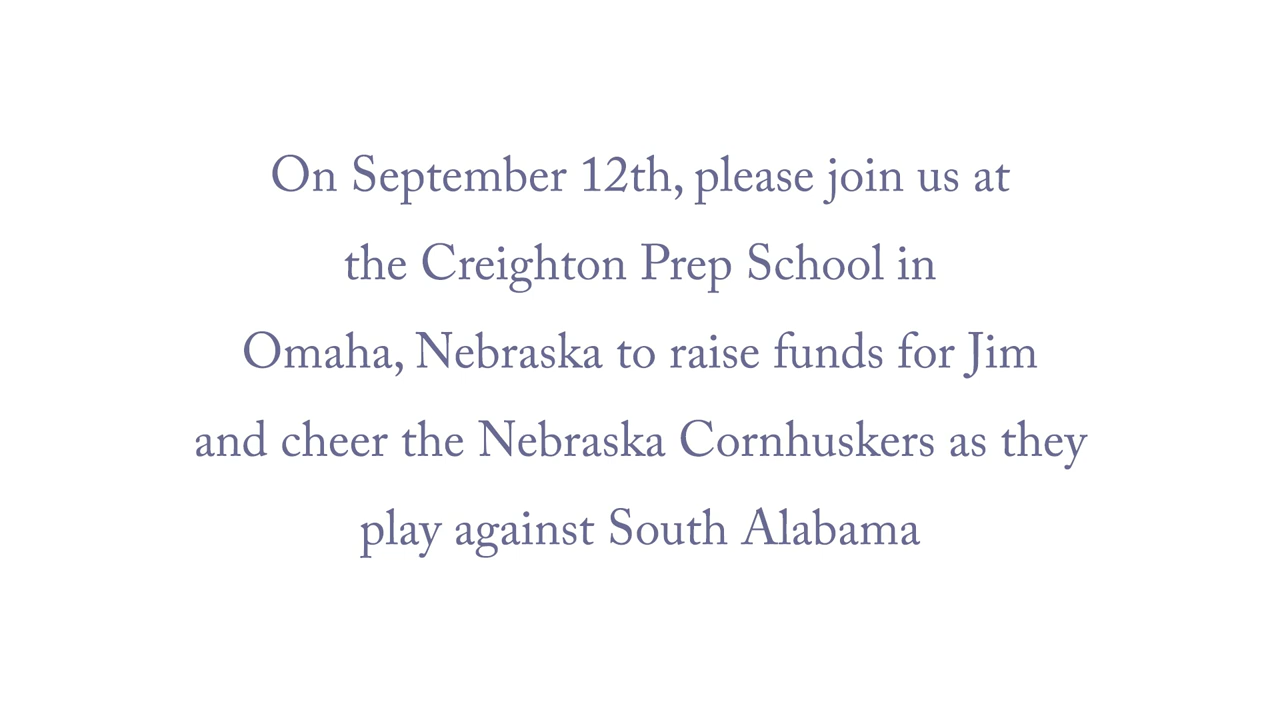 On September 12th, please join us at
the Creighton Prep School in
Omaha, Nebraska to raise funds for Jim
and cheer the Nebraska Cornhuskers as they
play against South Alabama